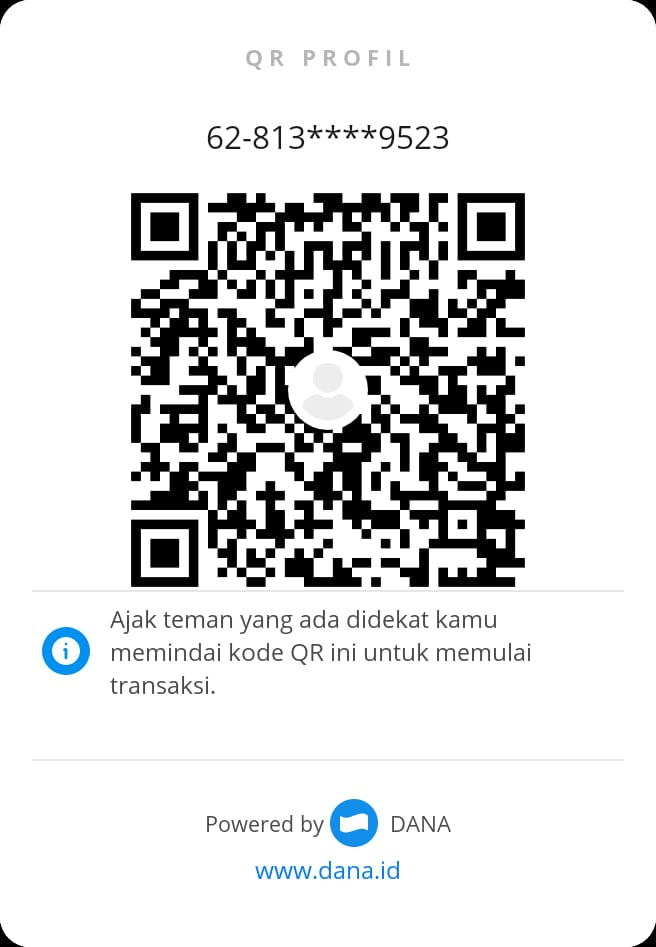 QR PROFIL
62-813****9523
Ajak teman yang ada didekat kamu
memindai kode QR ini untuk memulai
transaksi.
Powered by DANA
www.dana.id